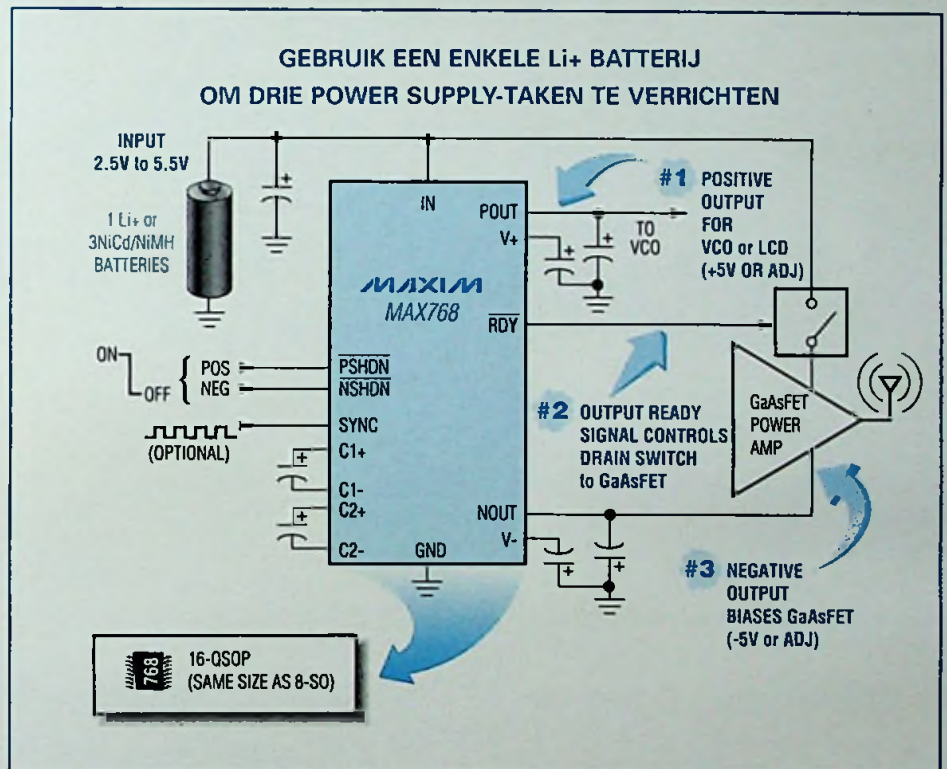 GEBRUIK EEN ENKELE Li+ BATTERIJ
OM DRIE POWER SUPPLY-TAKEN TE VERRICHTEN
INPUT
2.5V to 5.5V
1 Li+ or
3NiCd/NiMH
BATTERIES
IN
POUT
V+
MAXIM
MAX768
RDY
PSHDN
NSHDN
SYNC
C1+
C1-
C2+
C2-
GND
NOUT
V-
ON
OFF
POS
NEG
(OPTIONAL)
TO
VCO
#1 POSITIVE
OUTPUT
FOR
VCO or LCD
(+5V OR ADJ)
#2 OUTPUT READY
SIGNAL CONTROLS
DRAIN SWITCH
to GaAsFET
GaAsFET
POWER
AMP
#3 NEGATIVE
OUTPUT
BIASES GaAsFET
(-5V or ADJ)
768
16-QSOP
(SAME SIZE AS 8-SO)